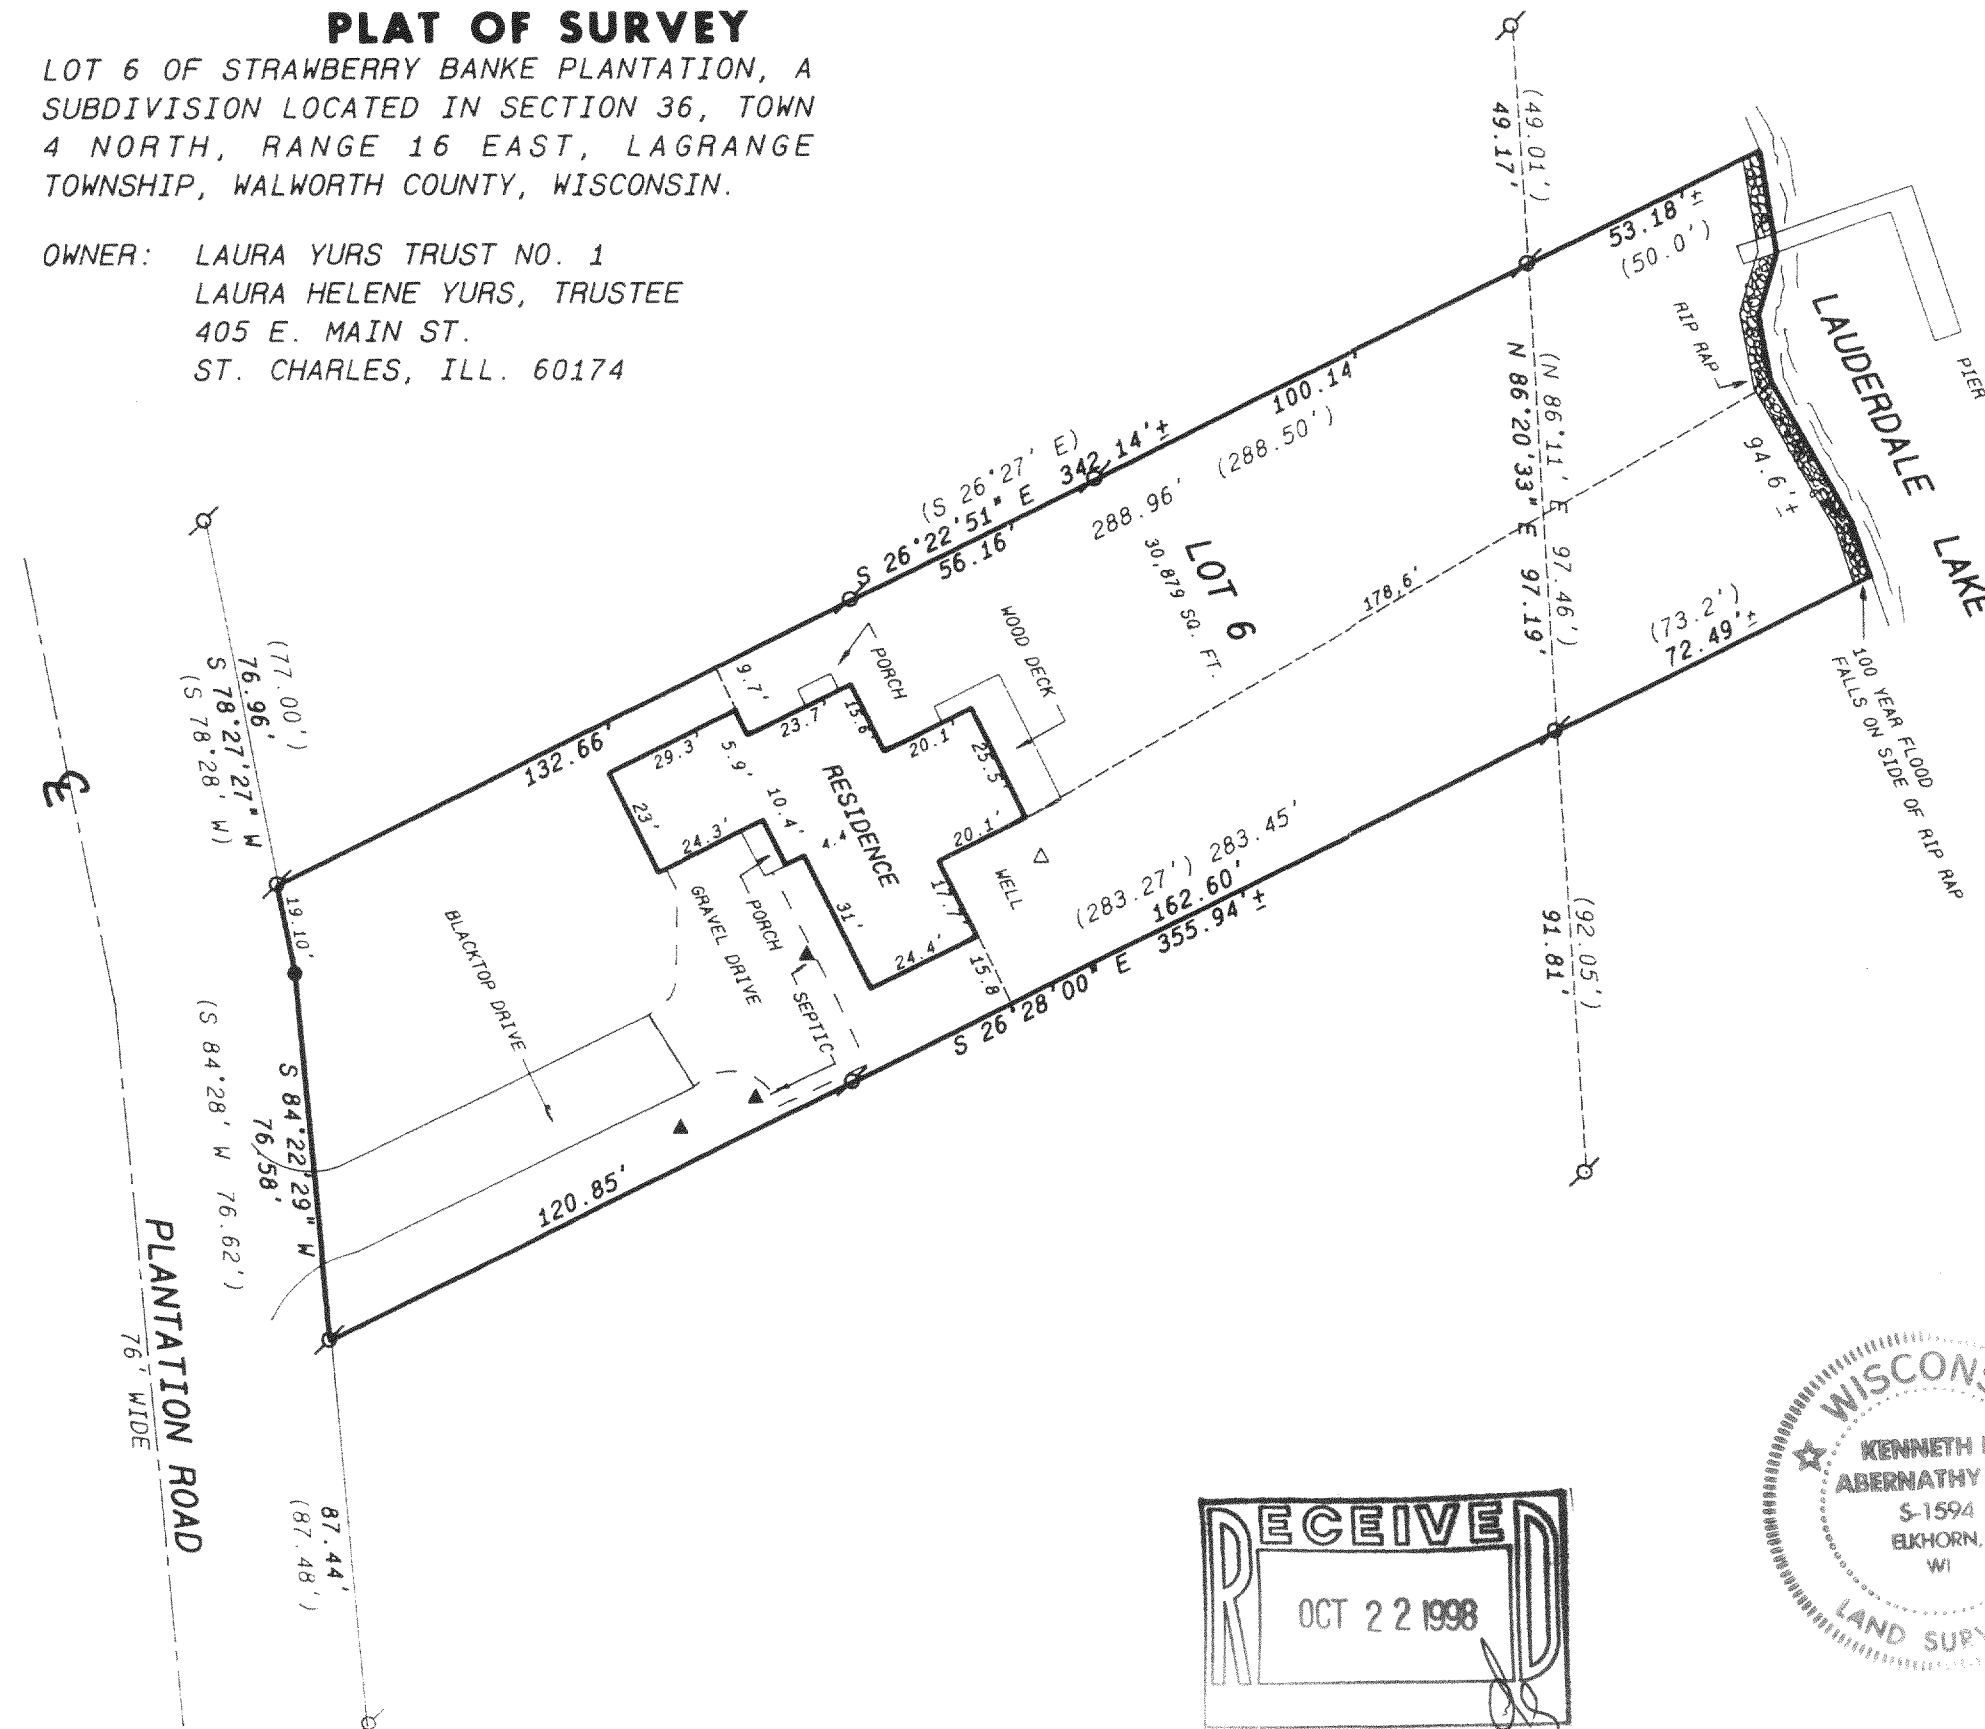 PLAT OF SURVEY
LOT 6 OF STRAWBERRY BANKE PLANTATION, A
SUBDIVISION LOCATED IN SECTION 36, TOWN
4 NORTH, RANGE 16 EAST, LAGRANGE
TOWNSHIP, WALWORTH COUNTY, WISCONSIN.
OWNER: LAURA YURS TRUST NO. 1
LAURA HELENE YURS, TRUSTEE
405 E. MAIN ST.
ST. CHARLES, ILL. 60174
(49.01')
49.17'
53.18'±
(50.0')
RIP RAP
PIER
LAUDERDALE LAKE
94.6'±
(N 86°11' E 97.46')
N 86°20'33" E 97.19'
100.14'
(S 26°27' E)
S 26°22'51" E 342.14'±
56.16'
288.96' (288.50')
LOT 6
30,879 SQ. FT.
178.6'
(73.2')
72.49'±
100 YEAR FLOOD
FALLS ON SIDE OF RIP RAP
(77.00')
76.96'
S 78°27'27" W
(S 78°28' W)
132.66'
9.7'
PORCH
WOOD DECK
29.3'
5.9'
23.7'
15.6'
20.1'
25.5'
RESIDENCE
23'
24.3'
10.4'
4.4'
20.1'
WELL
31'
17.7'
24.4'
15.8
(283.27') 283.45'
162.60'
355.94'±
S 26°28'00" E
(92.05')
91.81'
19.10'
BLACKTOP DRIVE
GRAVEL DRIVE
PORCH
SEPTIC
S 84°22'29" W
76.58'
(S 84°28' W 76.62')
120.85'
PLANTATION ROAD
76' WIDE
87.44'
(87.48')
RECEIVED
OCT 22 1998
WISCONS
KENNETH
ABERNATHY
S-1594
ELKHORN,
WI
LAND SURV